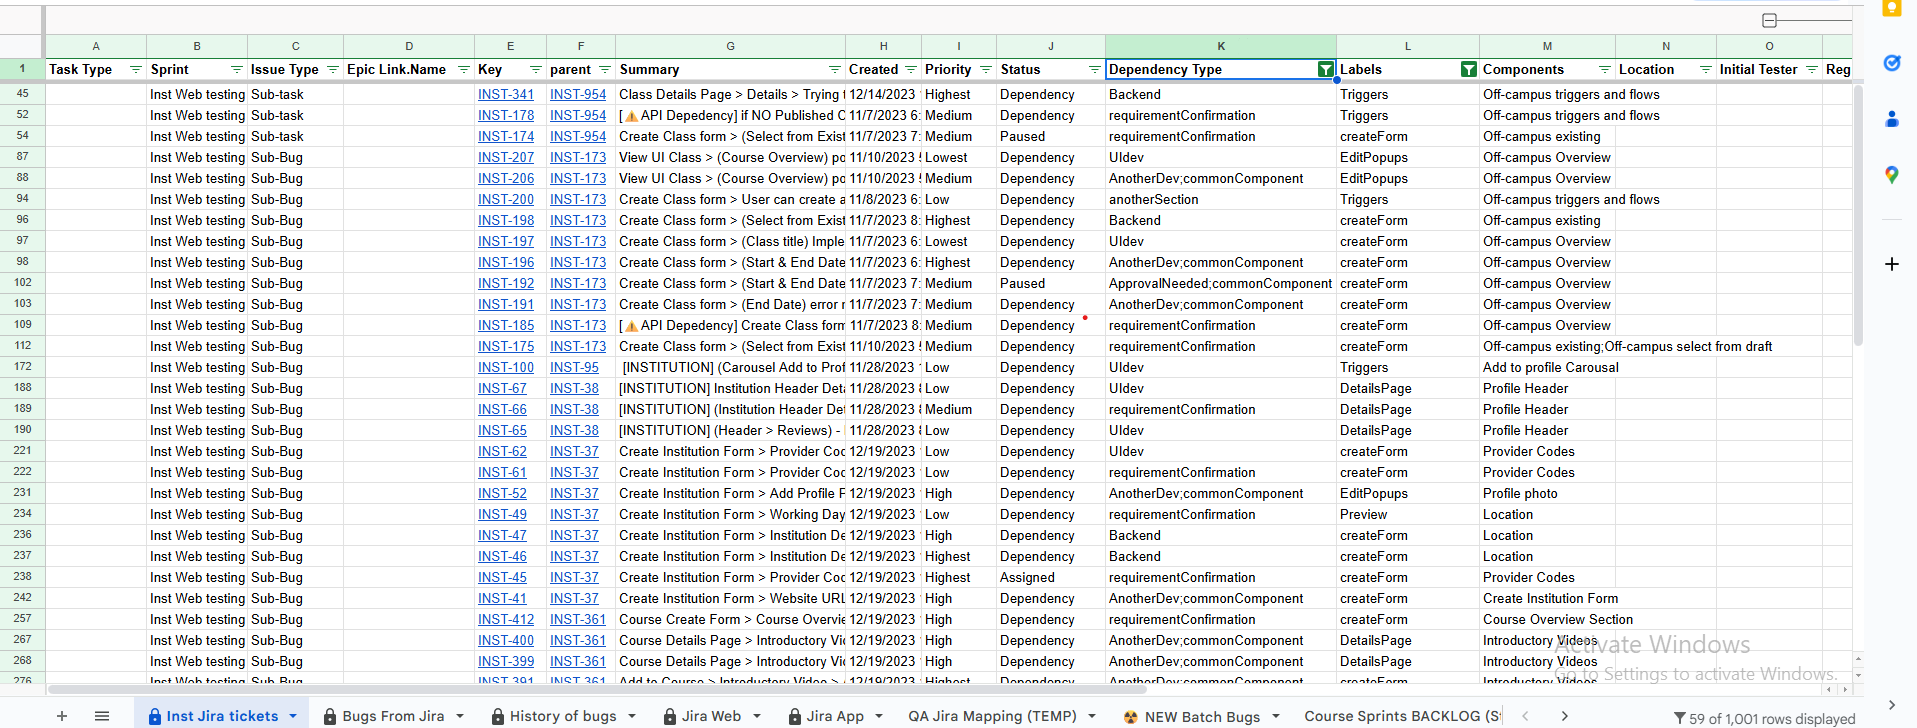 A B C D E F G H I J K L M N O
1 Task Type Sprint Issue Type Epic Link.Name Key parent Summary Created Priority Status Dependency Type Labels Components Location Initial Tester Reg
45 Inst Web testing Sub-task INST-341 INST-954 Class Details Page > Details > Trying t 12/14/2023 Highest Dependency Backend Triggers Off-campus triggers and flows
52 Inst Web testing Sub-task INST-178 INST-954 [⚠️API Depedency] if NO Published C 11/7/2023 6: Medium Dependency requirementConfirmation Triggers Off-campus triggers and flows
54 Inst Web testing Sub-task INST-174 INST-954 Create Class form > (Select from Exist 11/7/2023 7: Medium Paused requirementConfirmation createForm Off-campus existing
87 Inst Web testing Sub-Bug INST-207 INST-173 View UI Class > (Course Overview) po 11/10/2023 Lowest Dependency UIdev EditPopups Off-campus Overview
88 Inst Web testing Sub-Bug INST-206 INST-173 View UI Class > (Course Overview) po 11/10/2023 Medium Dependency AnotherDev;commonComponent EditPopups Off-campus Overview
94 Inst Web testing Sub-Bug INST-200 INST-173 Create Class form > User can create a 11/8/2023 6: Low Dependency anotherSection Triggers Off-campus triggers and flows
96 Inst Web testing Sub-Bug INST-198 INST-173 Create Class form > (Select from Exist 11/7/2023 8: Highest Dependency Backend createForm Off-campus existing
97 Inst Web testing Sub-Bug INST-197 INST-173 Create Class form > (Class title) Imple 11/7/2023 6: Lowest Dependency UIdev createForm Off-campus Overview
98 Inst Web testing Sub-Bug INST-196 INST-173 Create Class form > (Start & End Date 11/7/2023 6: Highest Dependency AnotherDev;commonComponent createForm Off-campus Overview
102 Inst Web testing Sub-Bug INST-192 INST-173 Create Class form > (Start & End Date 11/7/2023 7: Medium Paused ApprovalNeeded;commonComponent createForm Off-campus Overview
103 Inst Web testing Sub-Bug INST-191 INST-173 Create Class form > (End Date) error r 11/7/2023 7: Medium Dependency AnotherDev;commonComponent createForm Off-campus Overview
109 Inst Web testing Sub-Bug INST-185 INST-173 [⚠️API Depedency] Create Class form 11/7/2023 8: Medium Dependency requirementConfirmation createForm Off-campus Overview
112 Inst Web testing Sub-Bug INST-175 INST-173 Create Class form > (Select from Exist 11/10/2023 Medium Dependency requirementConfirmation createForm Off-campus existing;Off-campus select from draft
172 Inst Web testing Sub-Bug INST-100 INST-95 [INSTITUTION] (Carousel Add to Prof 11/28/2023 Low Dependency UIdev Triggers Add to profile Carousal
188 Inst Web testing Sub-Bug INST-67 INST-38 [INSTITUTION] Institution Header Deta 11/28/2023 Low Dependency UIdev DetailsPage Profile Header
189 Inst Web testing Sub-Bug INST-66 INST-38 [INSTITUTION] (Institution Header Det 11/28/2023 Medium Dependency requirementConfirmation DetailsPage Profile Header
190 Inst Web testing Sub-Bug INST-65 INST-38 [INSTITUTION] (Header > Reviews) - 11/28/2023 Low Dependency UIdev DetailsPage Profile Header
221 Inst Web testing Sub-Bug INST-62 INST-37 Create Institution Form > Provider Coc 12/19/2023 Low Dependency UIdev createForm Provider Codes
222 Inst Web testing Sub-Bug INST-61 INST-37 Create Institution Form > Provider Coc 12/19/2023 Low Dependency requirementConfirmation createForm Provider Codes
231 Inst Web testing Sub-Bug INST-52 INST-37 Create Institution Form > Add Profile F 12/19/2023 High Dependency AnotherDev;commonComponent EditPopups Profile photo
234 Inst Web testing Sub-Bug INST-49 INST-37 Create Institution Form > Working Day 12/19/2023 Low Dependency requirementConfirmation Preview Location
236 Inst Web testing Sub-Bug INST-47 INST-37 Create Institution Form > Institution De 12/19/2023 High Dependency Backend createForm Location
237 Inst Web testing Sub-Bug INST-46 INST-37 Create Institution Form > Institution De 12/19/2023 Highest Dependency Backend createForm Location
238 Inst Web testing Sub-Bug INST-45 INST-37 Create Institution Form > Provider Coc 12/19/2023 Highest Assigned requirementConfirmation createForm Provider Codes
242 Inst Web testing Sub-Bug INST-41 INST-37 Create Institution Form > Website URL 12/19/2023 High Dependency AnotherDev;commonComponent createForm Create Institution Form
257 Inst Web testing Sub-Bug INST-412 INST-361 Course Create Form > Course Overvie 12/19/2023 High Dependency requirementConfirmation createForm Course Overview Section
267 Inst Web testing Sub-Bug INST-400 INST-361 Course Details Page > Introductory Vi 12/19/2023 High Dependency AnotherDev;commonComponent DetailsPage Introductory Videos
268 Inst Web testing Sub-Bug INST-399 INST-361 Course Details Page > Introductory Vi 12/19/2023 High Dependency AnotherDev;commonComponent DetailsPage Introductory Videos
276 Inst Web testing Sub-Bug INST-391 INST-361 Add to Course > Introductory Video > 12/19/2023 High Dependency AnotherDev;commonComponent createForm Introductory Videos
Activate Windows
Go to Settings to activate Windows.
Inst Jira tickets Bugs From Jira History of bugs Jira Web Jira App QA Jira Mapping (TEMP) NEW Batch Bugs Course Sprints BACKLOG (S 59 of 1,001 rows displayed